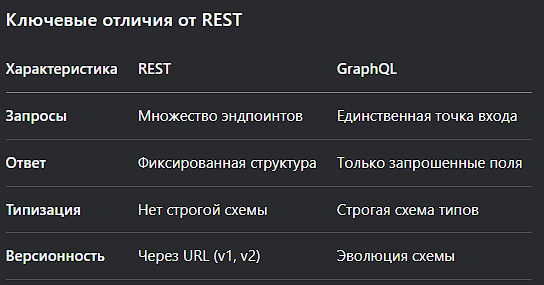 Ключевые отличия от REST
Характеристика REST GraphQL
Запросы Множество эндпоинтов Единственная точка входа
Ответ Фиксированная структура Только запрошенные поля
Типизация Нет строгой схемы Строгая схема типов
Версионность Через URL (v1, v2) Эволюция схемы